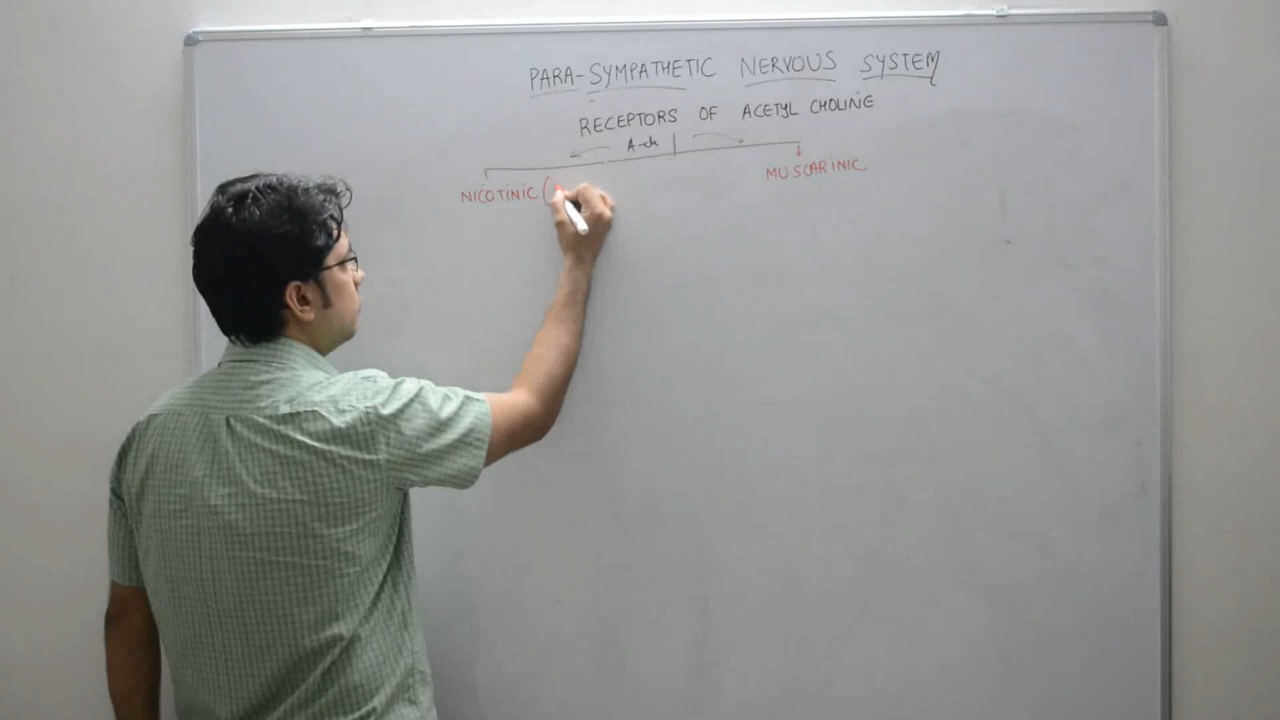 PARA-SYMPATHETIC NERVOUS SYSTEM
RECEPTORS OF ACETYL CHOLINE
A-ch
NICOTINIC (
MUSCARINIC